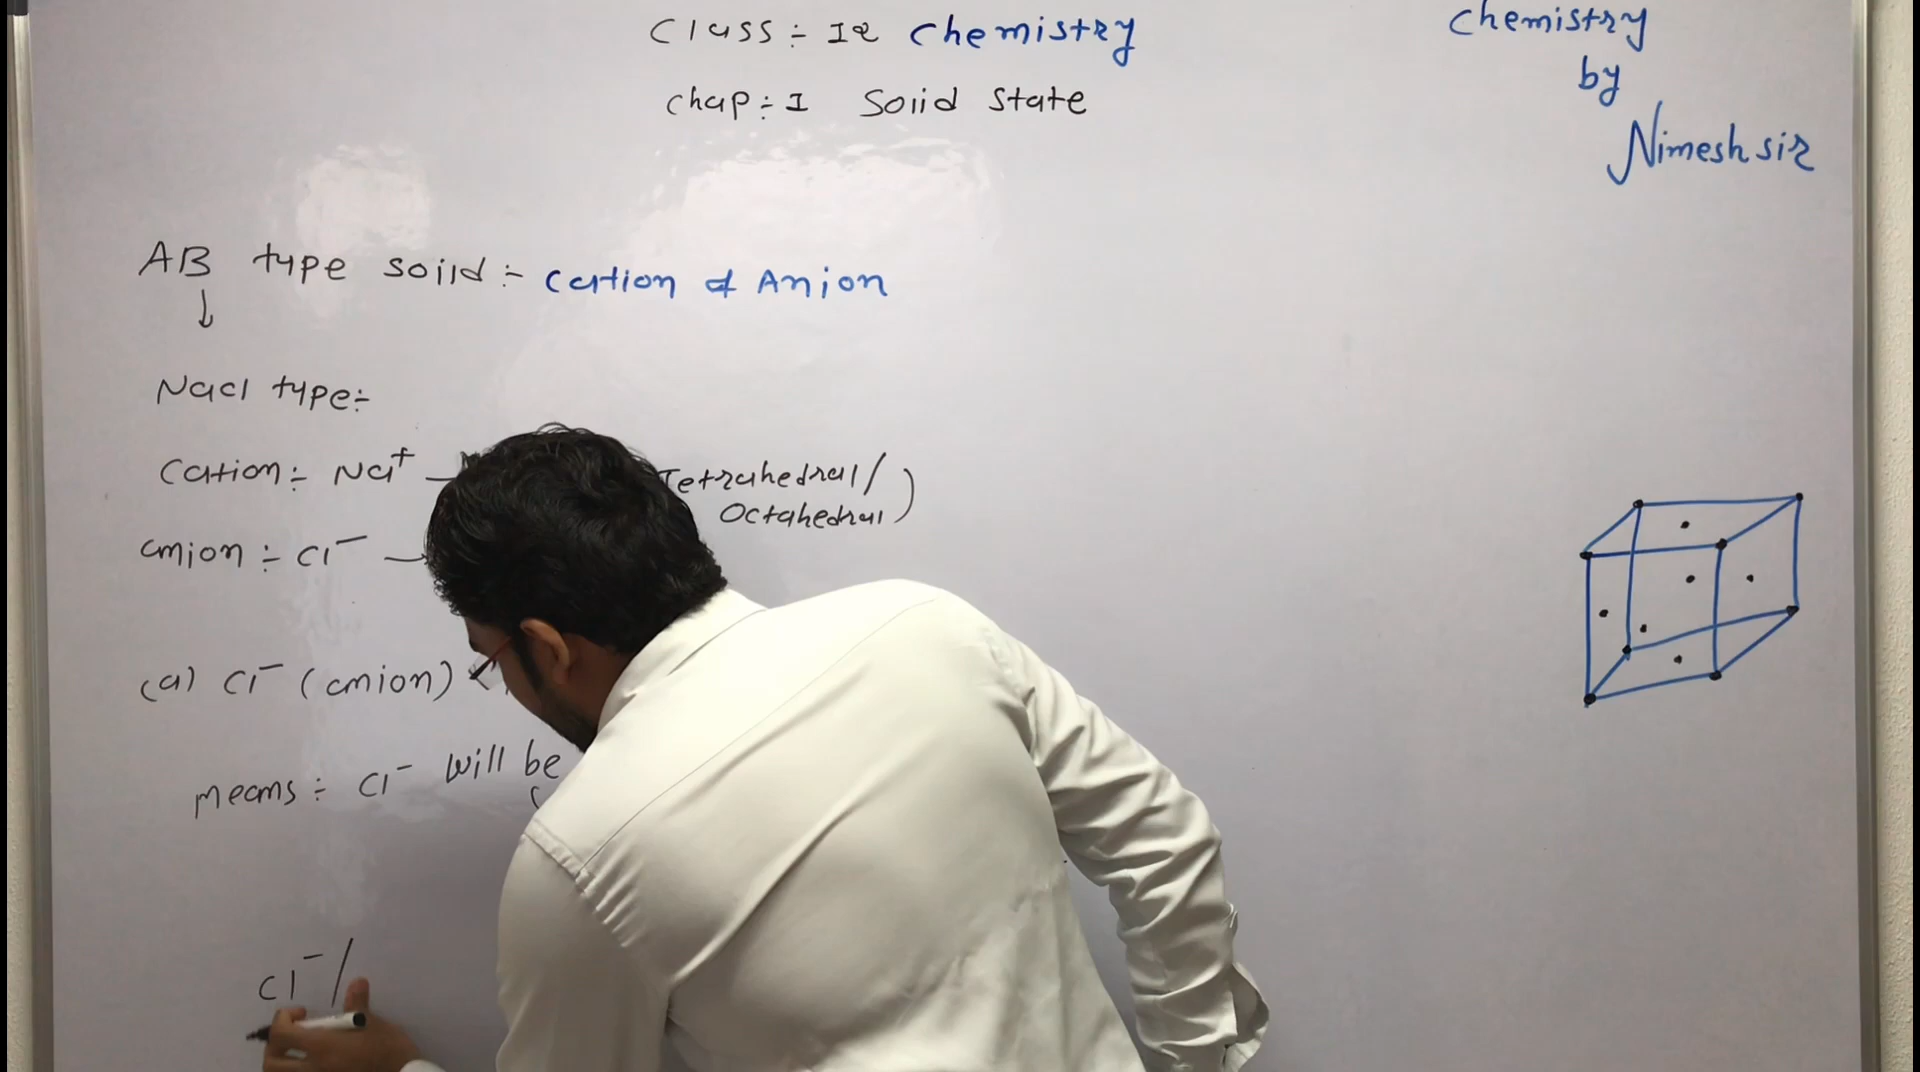 Class :- 12 Chemistry
Chap :- 1 Solid State
Chemistry
by
Nimesh sir
AB type solid :- Cation & Anion
↓
NaCl type :-
Cation :- Na⁺ — Tetrahedral/
Octahedral)
anion :- Cl⁻ —
(a) Cl⁻ (anion)
means :- Cl⁻ will be
Cl⁻/